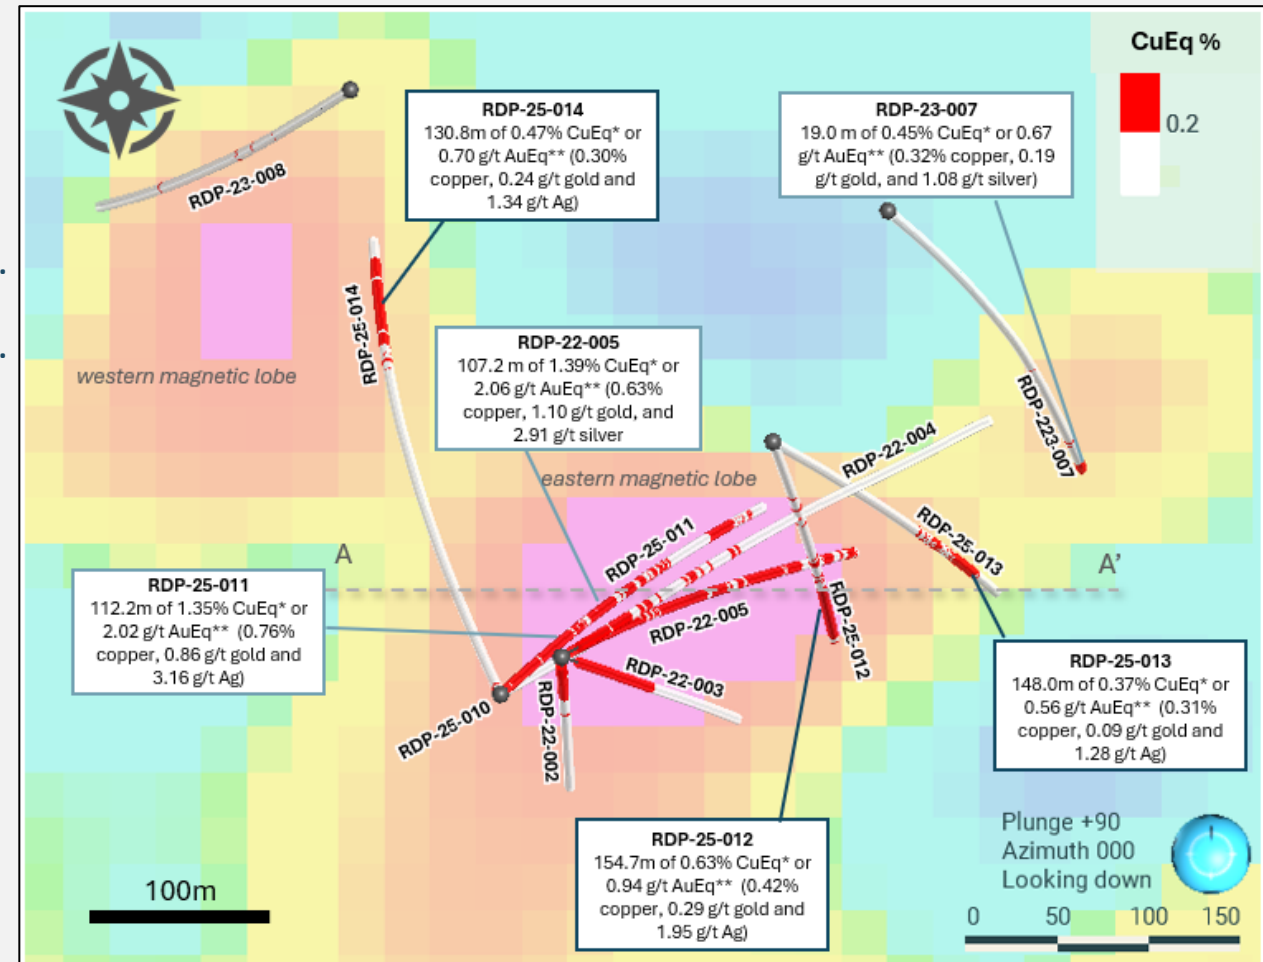 CuEq %
0.2
RDP-25-014
130.8m of 0.47% CuEq* or
0.70 g/t AuEq** (0.30%
copper, 0.24 g/t gold and
1.34 g/t Ag)
RDP-23-007
19.0 m of 0.45% CuEq* or 0.67
g/t AuEq** (0.32% copper, 0.19
g/t gold, and 1.08 g/t silver)
RDP-23-008
RDP-25-014
western magnetic lobe
RDP-22-005
107.2 m of 1.39% CuEq* or
2.06 g/t AuEq** (0.63%
copper, 1.10 g/t gold, and
2.91 g/t silver
RDP-223-007
RDP-22-004
eastern magnetic lobe
RDP-25-011
RDP-25-013
A
A'
RDP-25-011
112.2m of 1.35% CuEq* or
2.02 g/t AuEq** (0.76%
copper, 0.86 g/t gold and
3.16 g/t Ag)
RDP-22-005
RDP-25-012
RDP-22-003
RDP-25-010
RDP-22-002
RDP-25-013
148.0m of 0.37% CuEq* or
0.56 g/t AuEq** (0.31%
copper, 0.09 g/t gold and
1.28 g/t Ag)
RDP-25-012
154.7m of 0.63% CuEq* or
0.94 g/t AuEq** (0.42%
copper, 0.29 g/t gold and
1.95 g/t Ag)
Plunge +90
Azimuth 000
Looking down
100m
0 50 100 150